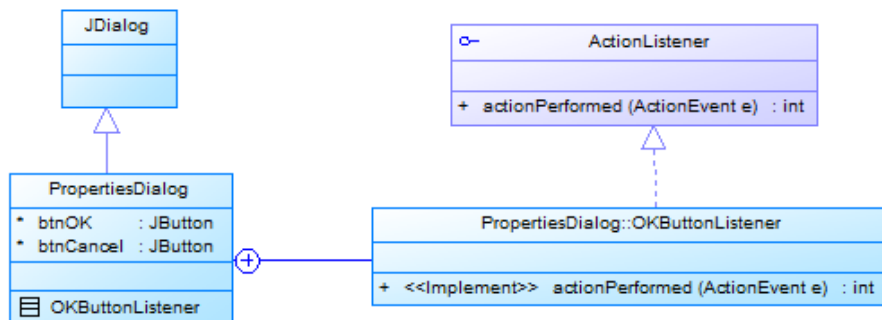 JDialog
ActionListener
+ actionPerformed (ActionEvent e) : int
PropertiesDialog
* btnOK : JButton
* btnCancel : JButton
OKButtonListener
PropertiesDialog::OKButtonListener
+ <<Implement>> actionPerformed (ActionEvent e) : int